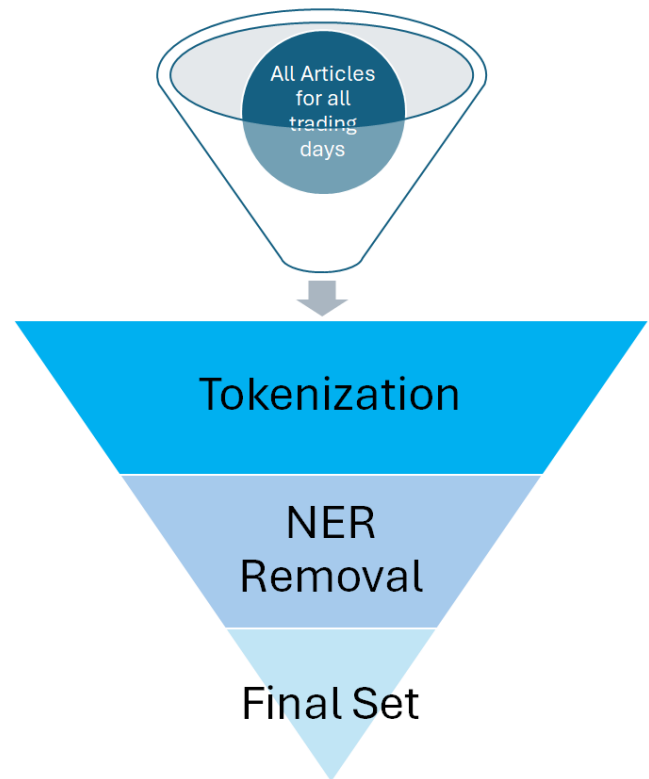 All Articles
for all
trading
days
Tokenization
NER
Removal
Final Set